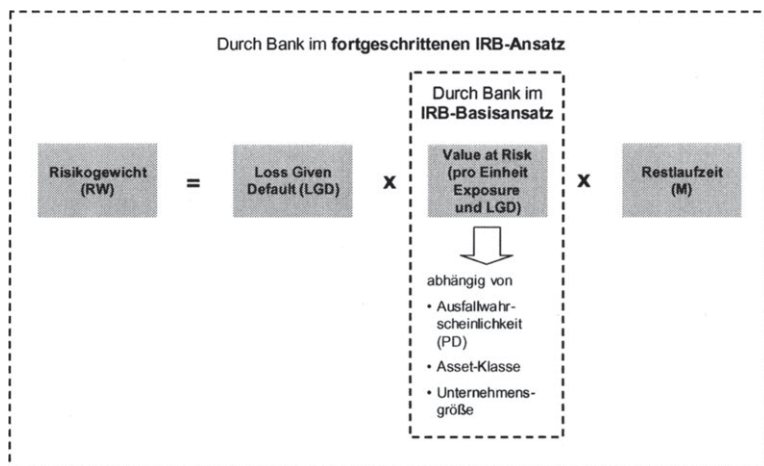 Durch Bank im fortgeschrittenen IRB-Ansatz
Durch Bank im
IRB-Basisansatz
Risikogewicht
(RW)
=
Loss Given
Default (LGD)
x
Value at Risk
(pro Einheit
Exposure
und LGD)
x
Restlaufzeit
(M)
abhängig von
• Ausfallwahr-
scheinlichkeit
(PD)
• Asset-Klasse
• Unternehmens-
größe